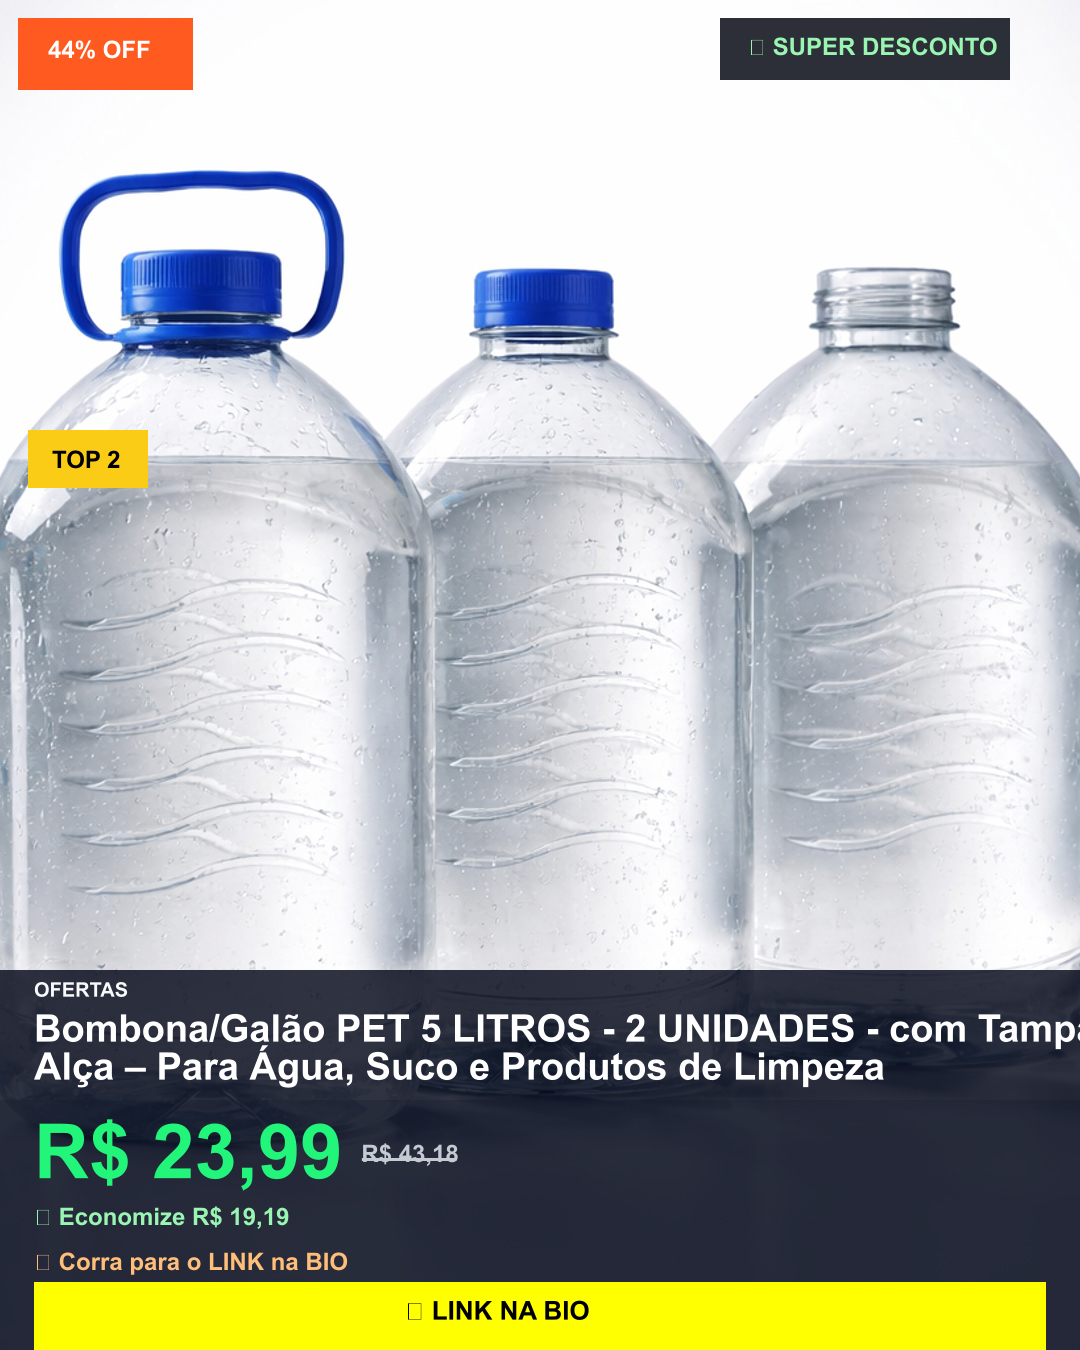 44% OFF
SUPER DESCONTO
TOP 2
OFERTAS
Bombona/Galão PET 5 LITROS - 2 UNIDADES - com Tampa
Alça – Para Água, Suco e Produtos de Limpeza
R$ 23,99 R$ 43,18
Economize R$ 19,19
Corra para o LINK na BIO
LINK NA BIO